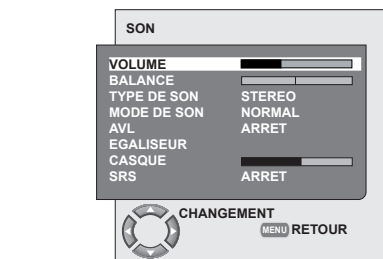 SON
VOLUME
BALANCE
TYPE DE SON STEREO
MODE DE SON NORMAL
AVL ARRET
EGALISEUR
CASQUE
SRS ARRET
CHANGEMENT
MENU RETOUR